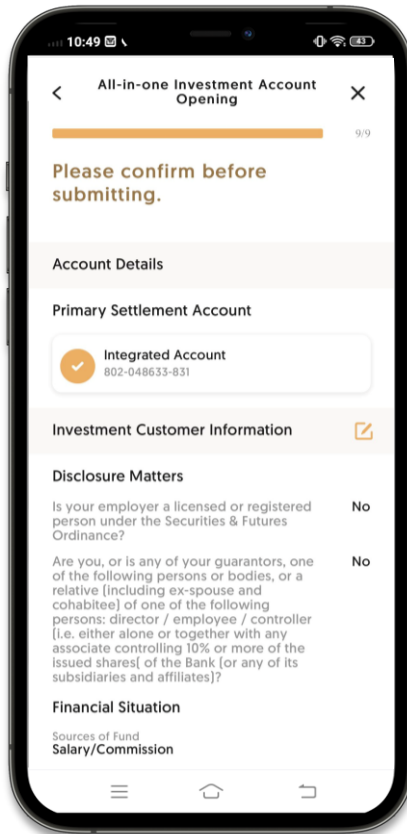 10:49
43
All-in-one Investment Account
Opening
9/9
Please confirm before
submitting.
Account Details
Primary Settlement Account
Integrated Account
802-048633-831
Investment Customer Information
Disclosure Matters
Is your employer a licensed or registered
person under the Securities & Futures
Ordinance?
No
Are you, or is any of your guarantors, one
of the following persons or bodies, or a
relative (including ex-spouse and
cohabitee) of one of the following
persons: director / employee / controller
(i.e. either alone or together with any
associate controlling 10% or more of the
issued shares( of the Bank (or any of its
subsidiaries and affiliates)?
No
Financial Situation
Sources of Fund
Salary/Commission